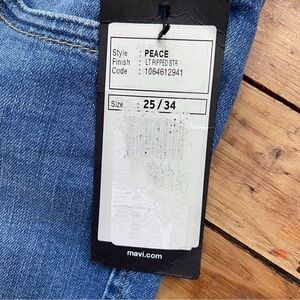 Style : PEACE
Finish : LT RIPPED STR
Code : 1064612941
Size : 25/34
mavi.com